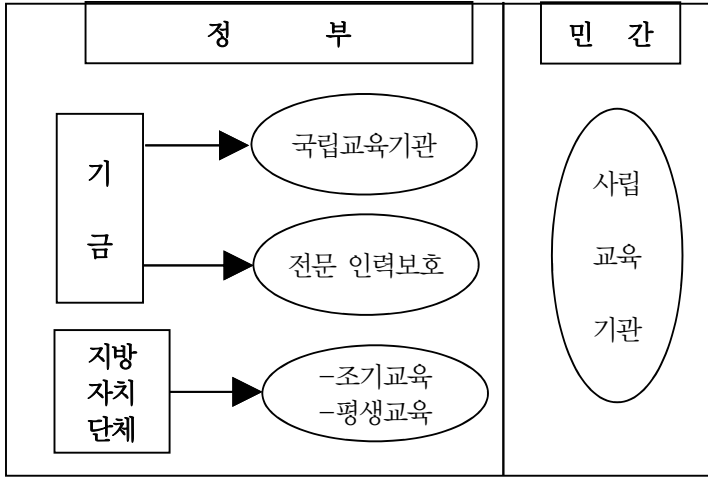 정 부
민 간
기
금
국립교육기관
전문 인력보호
지방
자치
단체
-조기교육
-평생교육
사립
교육
기관